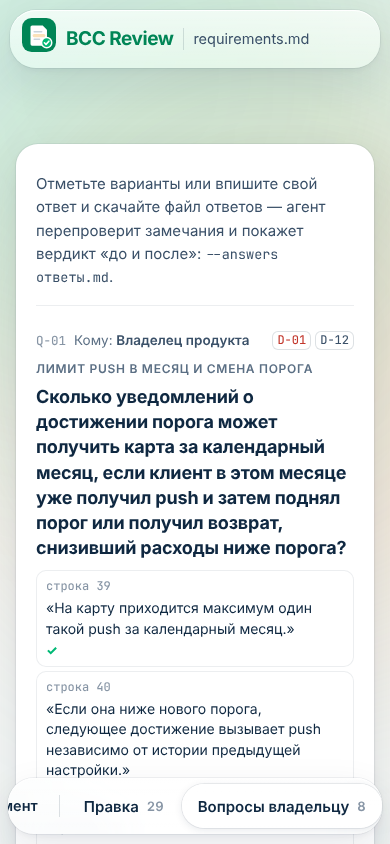 BCC Review
requirements.md
Отметьте варианты или впишите свой
ответ и скачайте файл ответов — агент
перепроверит замечания и покажет
вердикт «до и после»: --answers
ответы.md.
Q-01 Кому: Владелец продукта D-01 D-12
ЛИМИТ PUSH В МЕСЯЦ И СМЕНА ПОРОГА
Сколько уведомлений о
достижении порога может
получить карта за календарный
месяц, если клиент в этом месяце
уже получил push и затем поднял
порог или получил возврат,
снизивший расходы ниже порога?
строка 39
«На карту приходится максимум один
такой push за календарный месяц.»
✓
строка 40
«Если она ниже нового порога,
следующее достижение вызывает push
независимо от истории предыдущей
настройки.»
мент
Правка 29
Вопросы владельцу 8